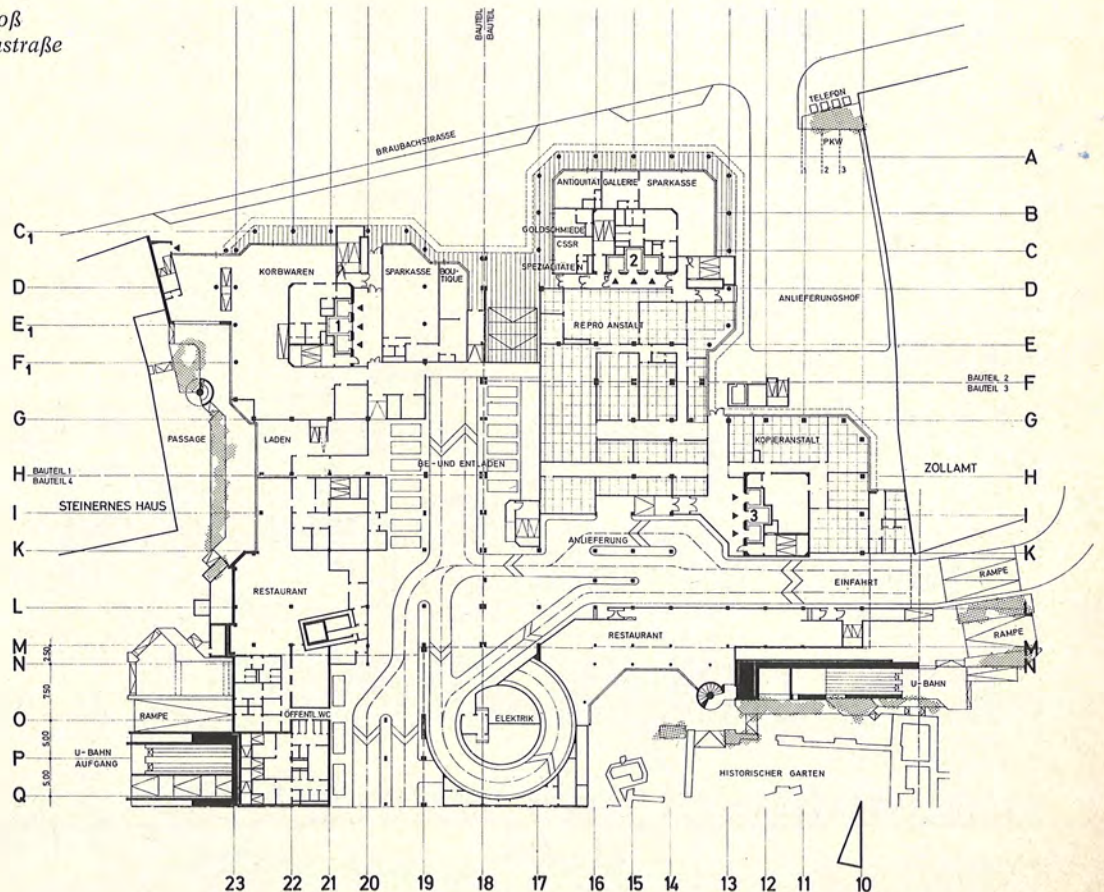 BAUTEIL
BAUTEIL
TELEFON
PKW
1 2 3
BRAUBACHSTRASSE
A
ANTIQUITÄT GALLERIE SPARKASSE
B
C₁
GOLDSCHMIEDE
CSSR
C
SPEZIALITÄTEN
2
KORBWAREN
SPARKASSE
BOU-
TIQUE
D
D
ANLIEFERUNGSHOF
E₁
1
REPRO ANSTALT
E
F₁
F
BAUTEIL 2
BAUTEIL 3
G
G
PASSAGE
LADEN
KOPIERANSTALT
H
BAUTEIL 1
BAUTEIL 4
BE-UND ENTLADEN
ZOLLAMT
H
STEINERNES HAUS
I
3
I
K
ANLIEFERUNG
K
EINFAHRT
RAMPE
RESTAURANT
L
L
RESTAURANT
RAMPE
M
M
N
N
2.50
7.50
U-BAHN
RAMPE
ÖFFENTL. WC
O
ELEKTRIK
5.00
U-BAHN
AUFGANG
P
HISTORISCHER GARTEN
5.00
Q
23 22 21 20 19 18 17 16 15 14 13 12 11 10